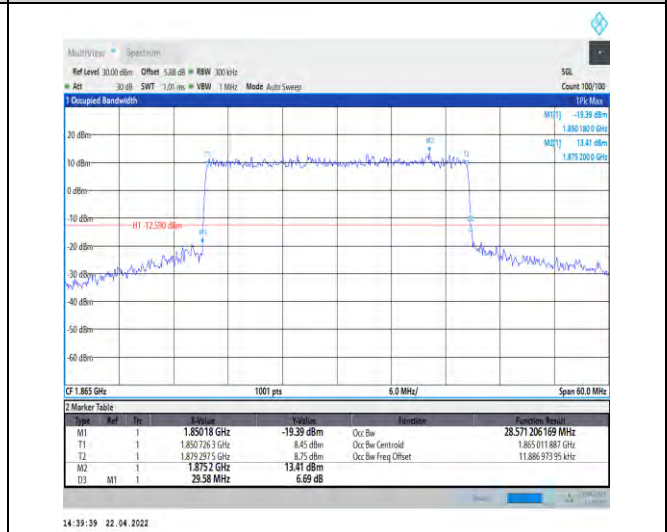 MultiView Spectrum
Ref Level 30.00 dBm Offset 5.88 dB RBW 300 kHz SGL
Att 30 dB SWT 1.01 ms VBW 1 MHz Mode Auto Sweep Count 100/100
1 Occupied Bandwidth 1Pk Max
M1[1] -19.39 dBm
1.850 180 0 GHz
M2[1] 13.41 dBm
1.875 200 0 GHz
20 dBm
M2
T1 T2
10 dBm
0 dBm
-10 dBm
H1 -12.590 dBm
M1
-20 dBm
-30 dBm
-40 dBm
-50 dBm
-60 dBm
CF 1.865 GHz 1001 pts 6.0 MHz/ Span 60.0 MHz
2 Marker Table
Type Ref Trc X-Value Y-Value Function Function Result
M1 1 1.85018 GHz -19.39 dBm Occ Bw 28.571 206 169 MHz
T1 1 1.850 726 3 GHz 8.45 dBm Occ Bw Centroid 1.865 011 887 GHz
T2 1 1.879 297 5 GHz 8.75 dBm Occ Bw Freq Offset 11.886 973 95 kHz
M2 1 1.8752 GHz 13.41 dBm
D3 M1 1 29.58 MHz 6.69 dB
14:39:39 22.04.2022